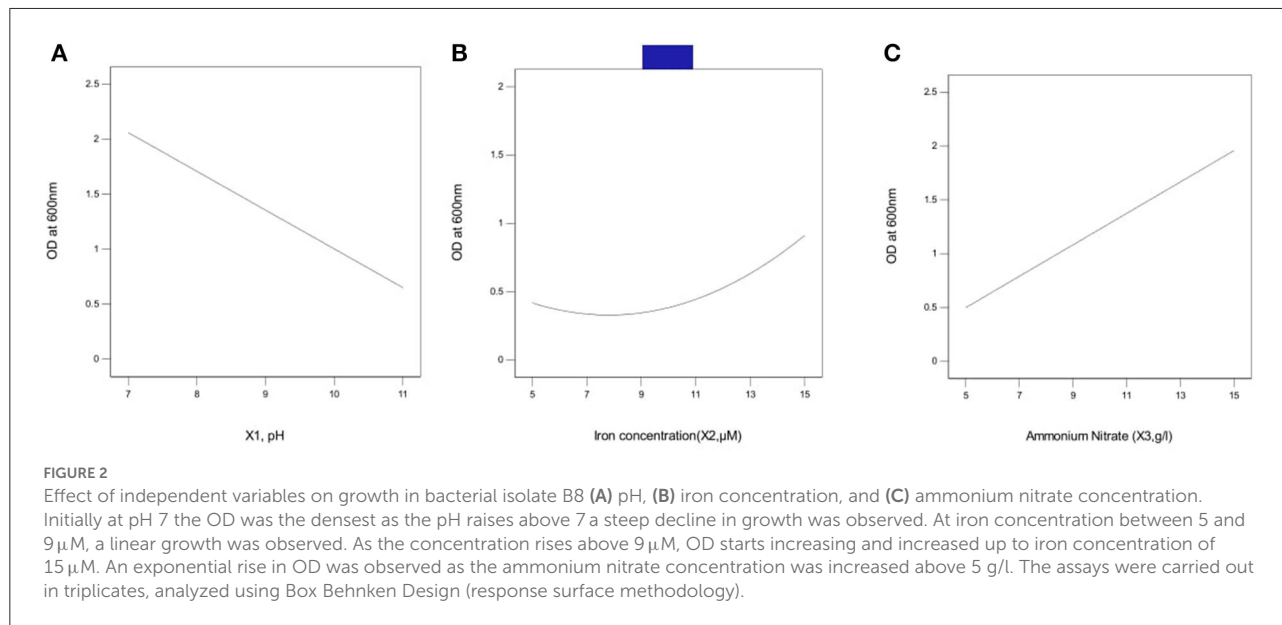 A
B
C
2.5
2
1.5
1
0.5
0
OD at 600nm
7
8
9
10
11
X1, pH
2
1.5
1
0.5
0
OD at 600nm
5
7
9
11
13
15
Iron concentration(X2,µM)
2.5
2
1.5
1
0.5
0
OD at 600nm
5
7
9
11
13
15
Ammonium Nitrate (X3,g/l)
FIGURE 2
Effect of independent variables on growth in bacterial isolate B8 (A) pH, (B) iron concentration, and (C) ammonium nitrate concentration.
Initially at pH 7 the OD was the densest as the pH raises above 7 a steep decline in growth was observed. At iron concentration between 5 and
9 µM, a linear growth was observed. As the concentration rises above 9 µM, OD starts increasing and increased up to iron concentration of
15 µM. An exponential rise in OD was observed as the ammonium nitrate concentration was increased above 5 g/l. The assays were carried out
in triplicates, analyzed using Box Behnken Design (response surface methodology).